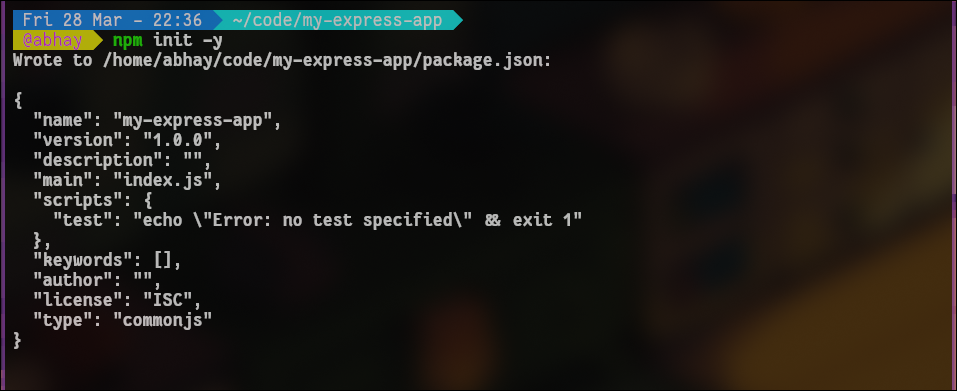 Fri 28 Mar - 22:36 ~/code/my-express-app
@abhay npm init -y
Wrote to /home/abhay/code/my-express-app/package.json:

{
  "name": "my-express-app",
  "version": "1.0.0",
  "description": "",
  "main": "index.js",
  "scripts": {
    "test": "echo \"Error: no test specified\" && exit 1"
  },
  "keywords": [],
  "author": "",
  "license": "ISC",
  "type": "commonjs"
}